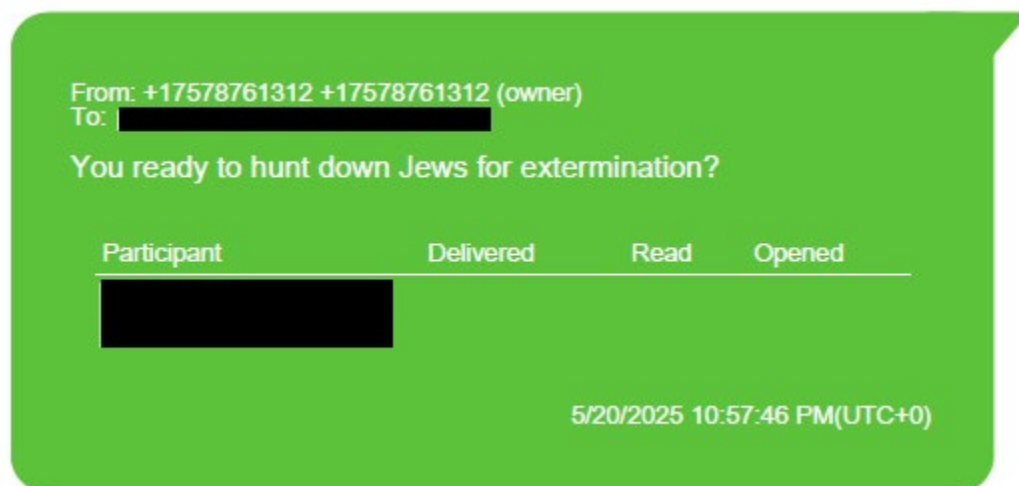 From: +17578761312 +17578761312 (owner)
To:
You ready to hunt down Jews for extermination?
Participant Delivered Read Opened
5/20/2025 10:57:46 PM(UTC+0)